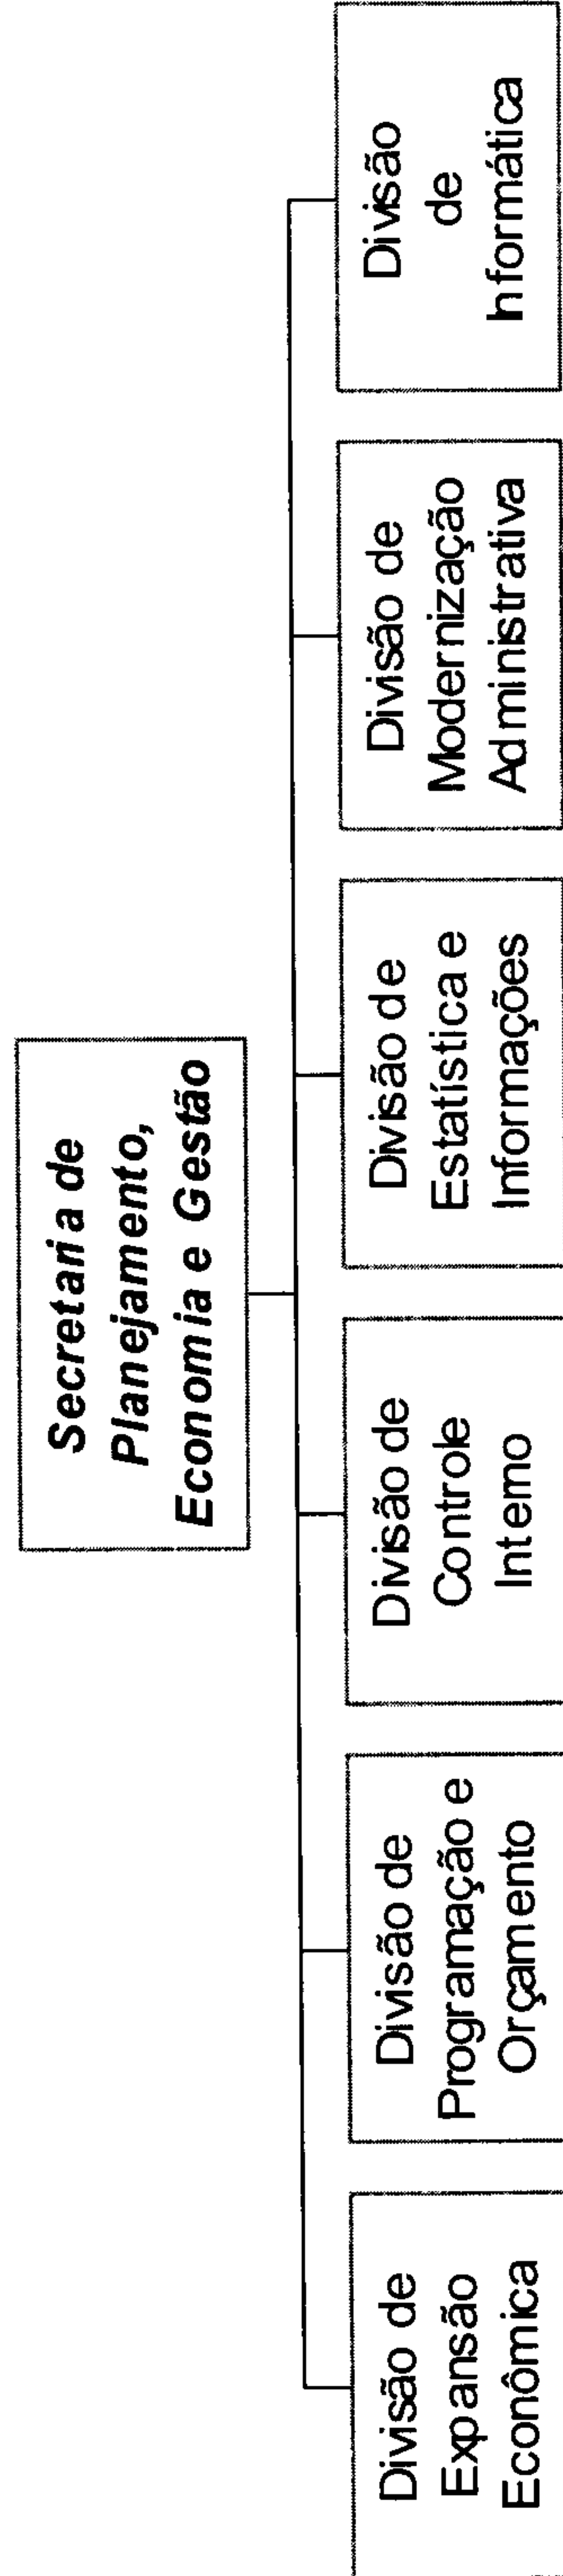 Secretaria de
Planejamento,
Economia e Gestão
Divisão de
Expansão
Econômica
Divisão de
Programação e
Orçamento
Divisão de
Controle
Interno
Divisão de
Estatística e
Informações
Divisão de
Modernização
Administrativa
Divisão
de
Informática